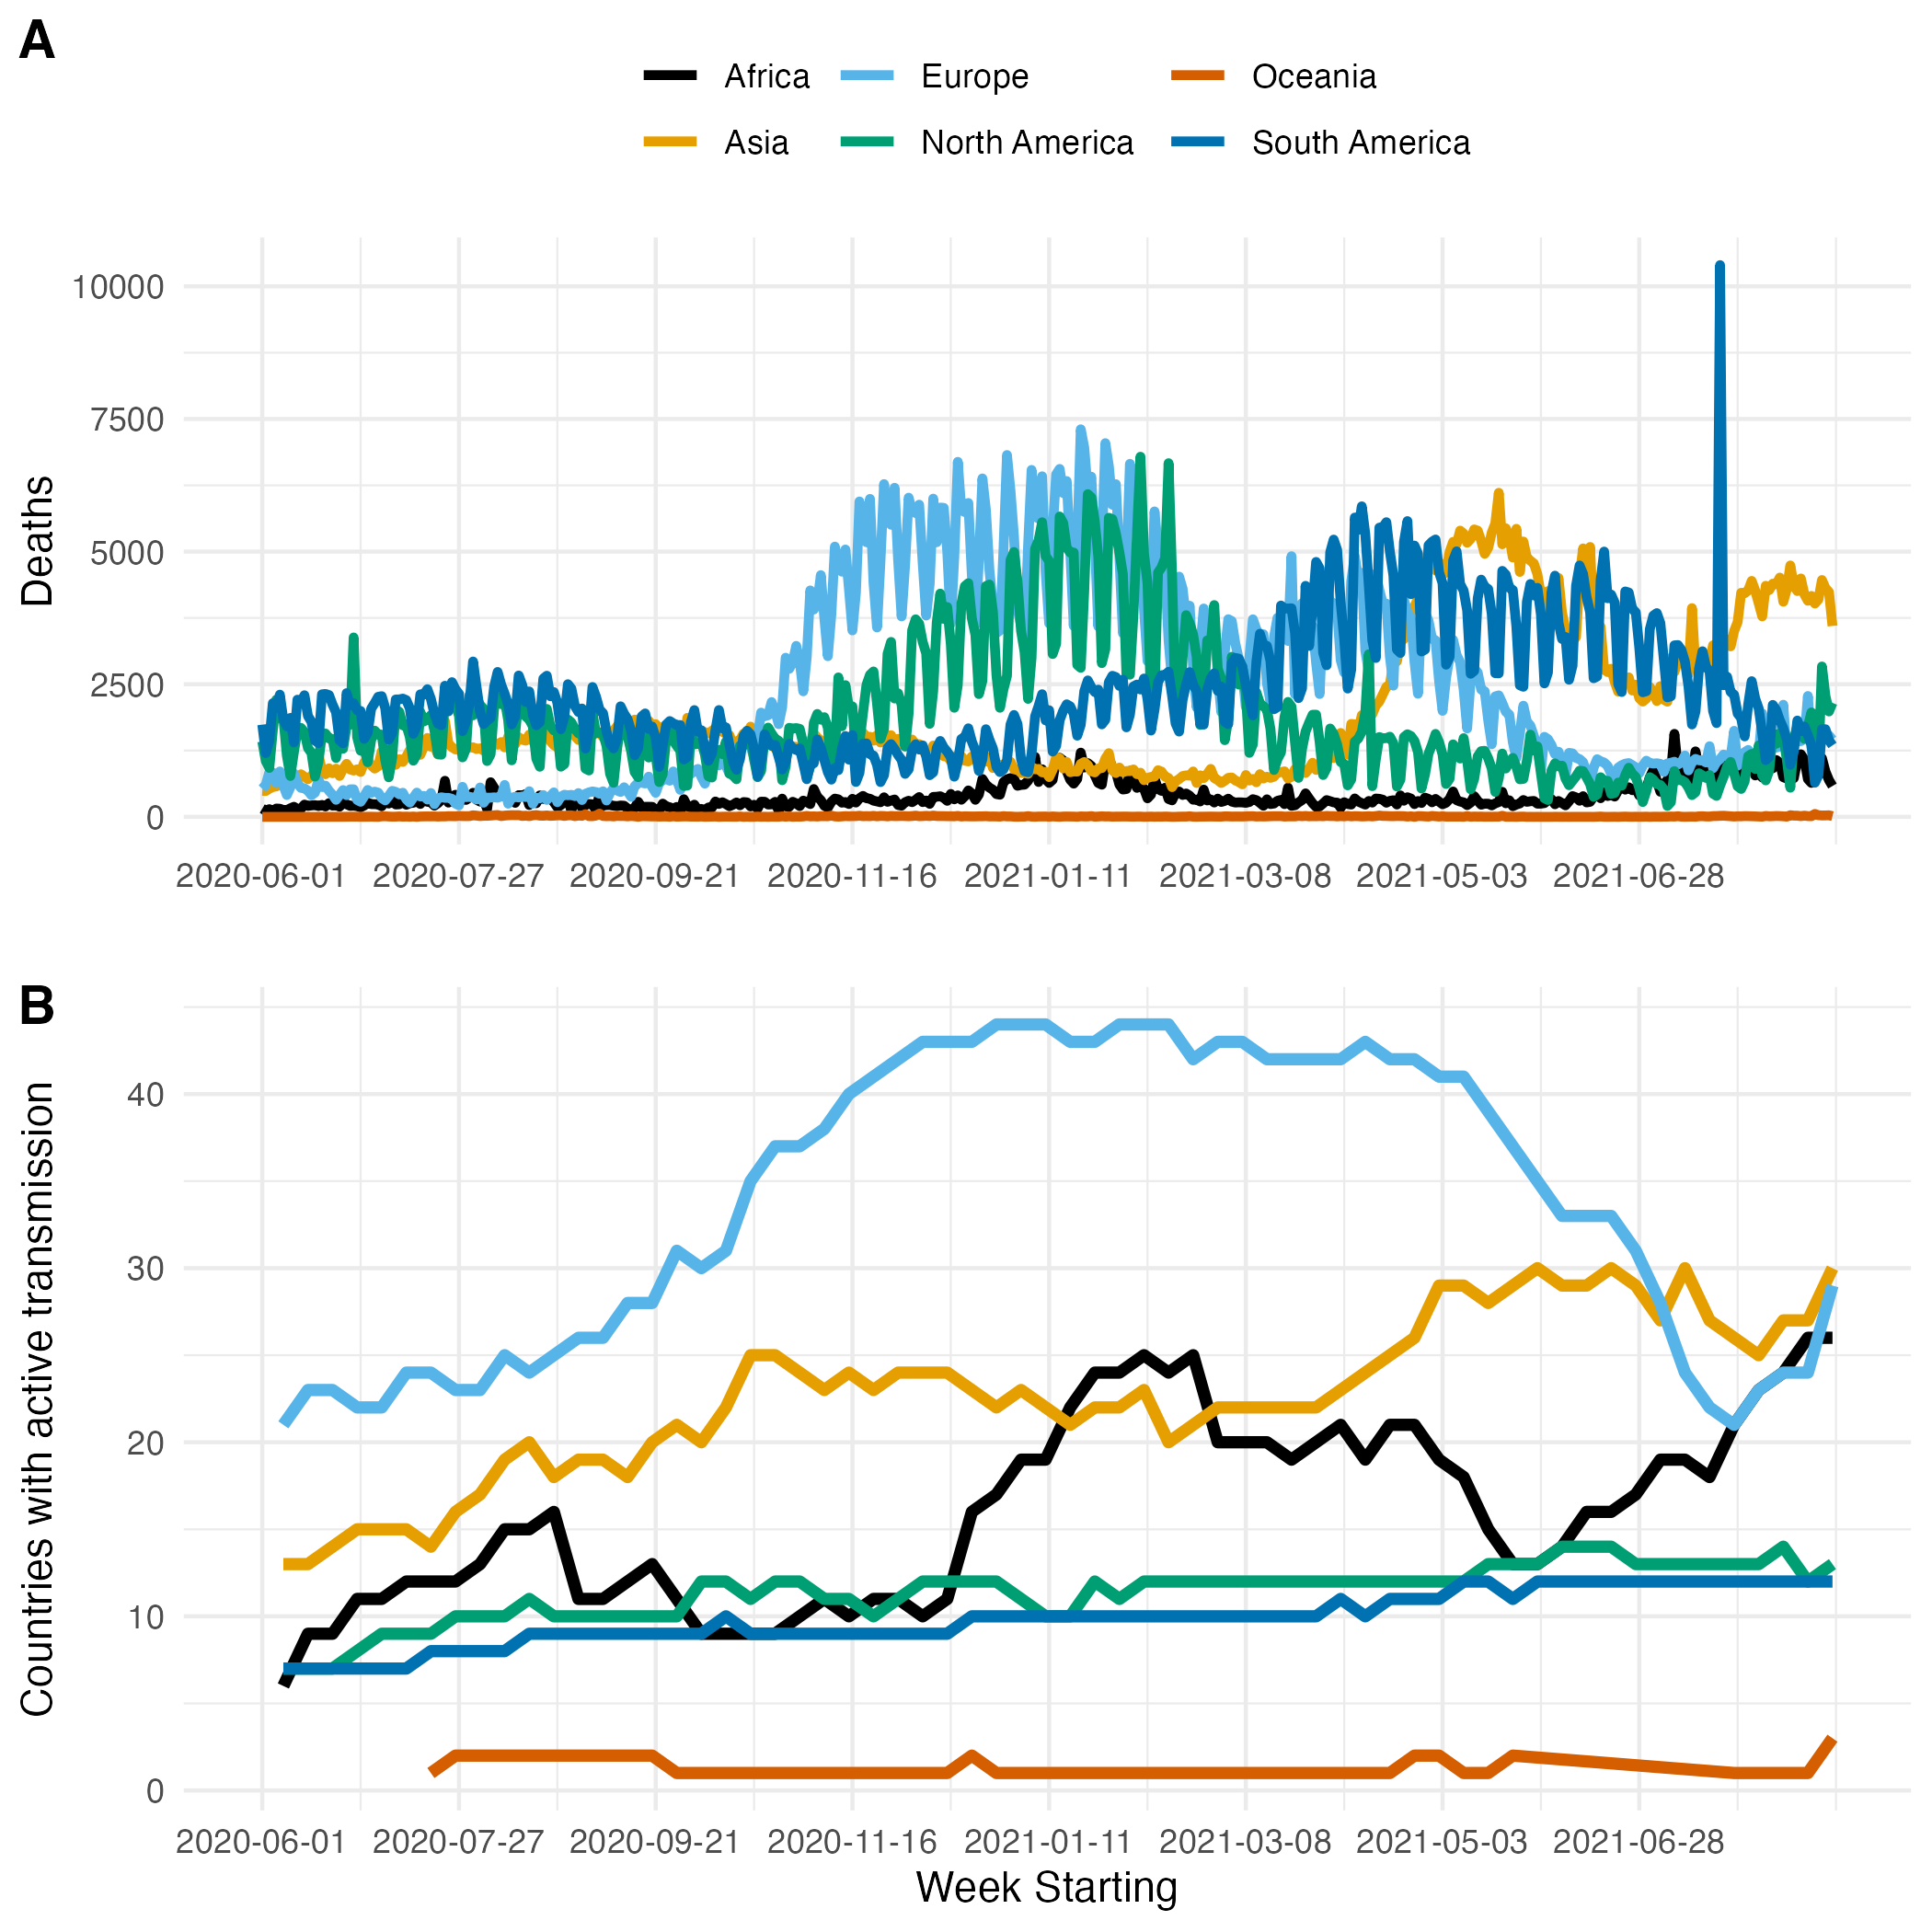 A
Africa Europe Oceania
Asia North America South America
Deaths
10000
7500
5000
2500
0
2020-06-01 2020-07-27 2020-09-21 2020-11-16 2021-01-11 2021-03-08 2021-05-03 2021-06-28
B
Countries with active transmission
40
30
20
10
0
2020-06-01 2020-07-27 2020-09-21 2020-11-16 2021-01-11 2021-03-08 2021-05-03 2021-06-28
Week Starting